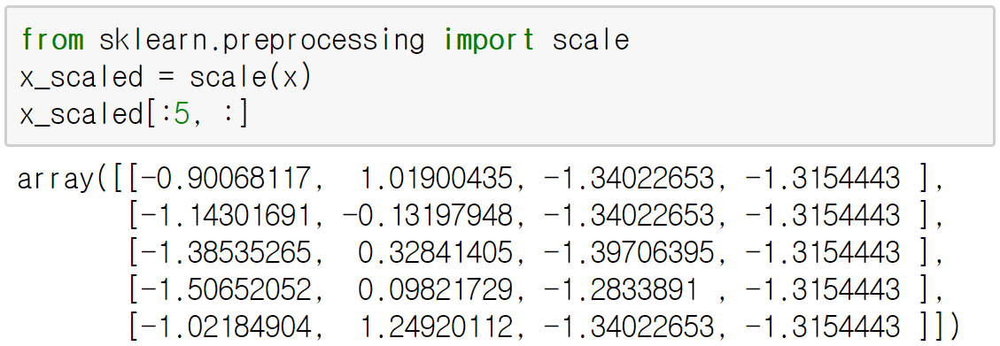 from sklearn.preprocessing import scale
x_scaled = scale(x)
x_scaled[:5, :]
array([[-0.90068117,  1.01900435, -1.34022653, -1.3154443 ],
       [-1.14301691, -0.13197948, -1.34022653, -1.3154443 ],
       [-1.38535265,  0.32841405, -1.39706395, -1.3154443 ],
       [-1.50652052,  0.09821729, -1.2833891 , -1.3154443 ],
       [-1.02184904,  1.24920112, -1.34022653, -1.3154443 ]])